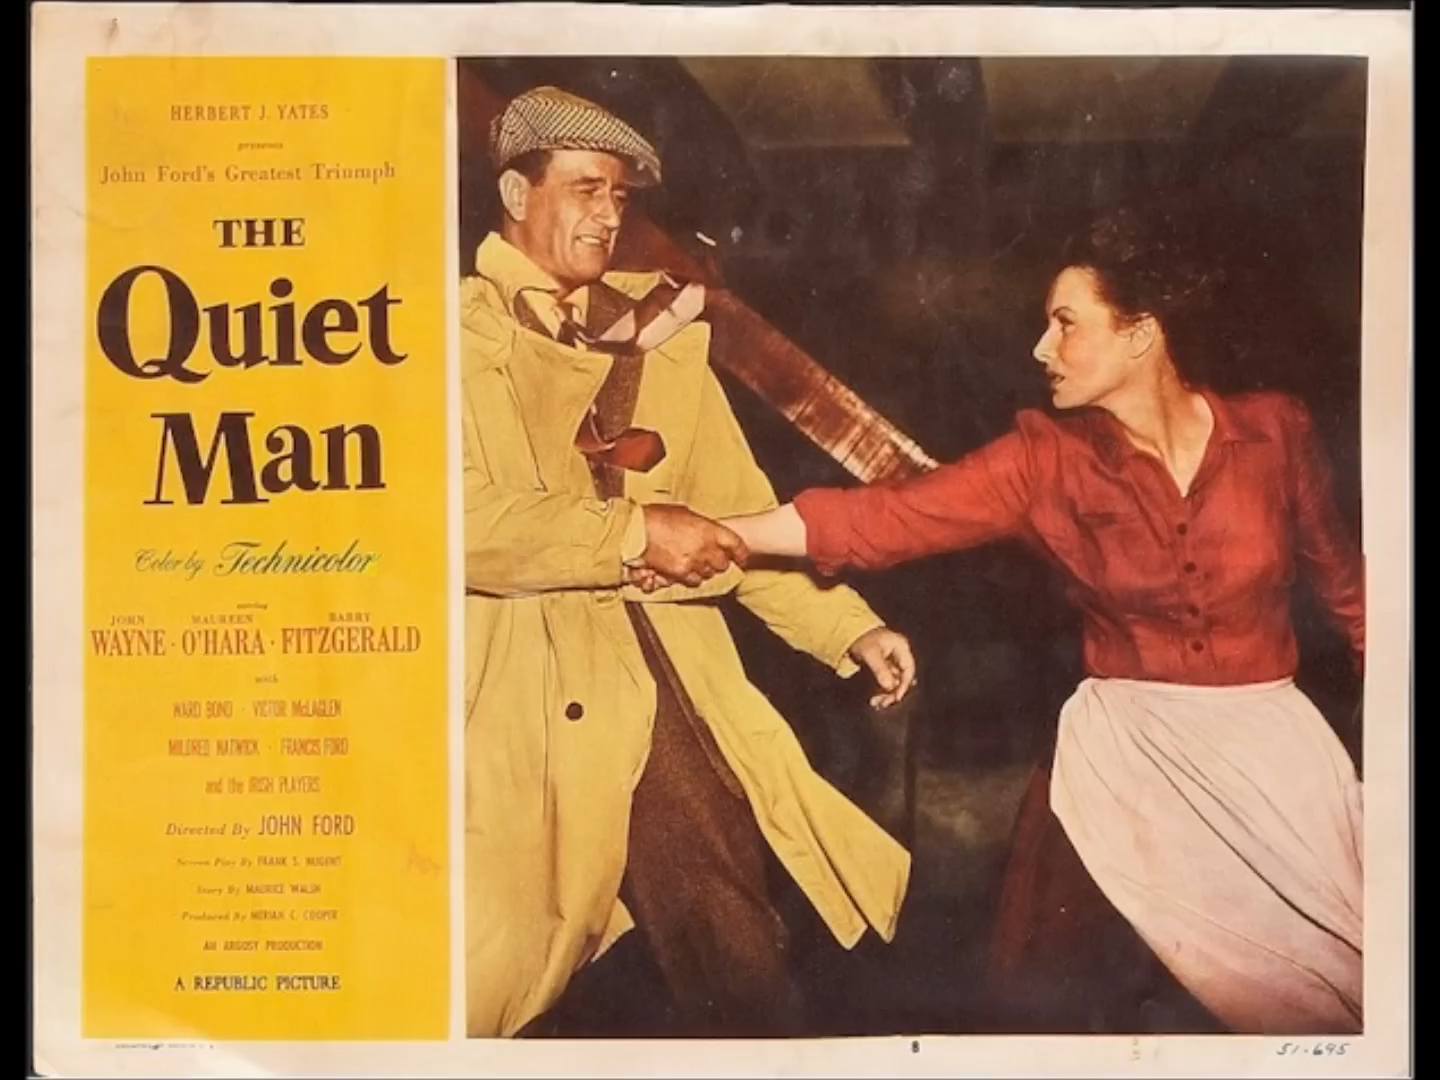 HERBERT J. YATES
presents
John Ford's Greatest Triumph
THE
Quiet
Man
Color by Technicolor
starring
JOHN MAUREEN BARRY
WAYNE · O'HARA · FITZGERALD
with
WARD BOND · VICTOR McLAGLEN
MILDRED NATWICK · FRANCIS FORD
and the IRISH PLAYERS
Directed By JOHN FORD
Screen Play By FRANK S. NUGENT
Story By MAURICE WALSH
Produced By MERIAN C. COOPER
AN ARGOSY PRODUCTION
A REPUBLIC PICTURE
8
51-695